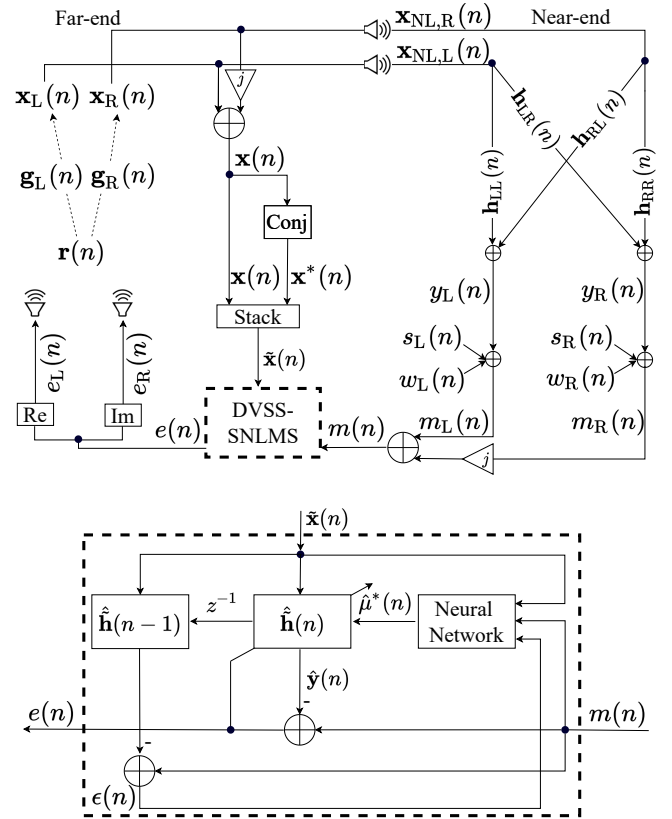 Far-end
x_NL,R(n)
Near-end
x_NL,L(n)
j
x_L(n) x_R(n)
h_LR(n)
h_RL(n)
x(n)
g_L(n) g_R(n)
h_LL(n)
h_RR(n)
Conj
r(n)
x(n) x*(n)
y_L(n)
y_R(n)
Stack
e_L(n)
e_R(n)
s_L(n)
s_R(n)
x̃(n)
w_L(n)
w_R(n)
Re
Im
e(n)
DVSS-
SNLMS
m(n)
m_L(n)
m_R(n)
j
x̃(n)
ĥ̃(n − 1)
z⁻¹
ĥ̃(n)
μ̂*(n)
Neural
Network
ŷ(n)
-
e(n)
m(n)
-
ϵ(n)